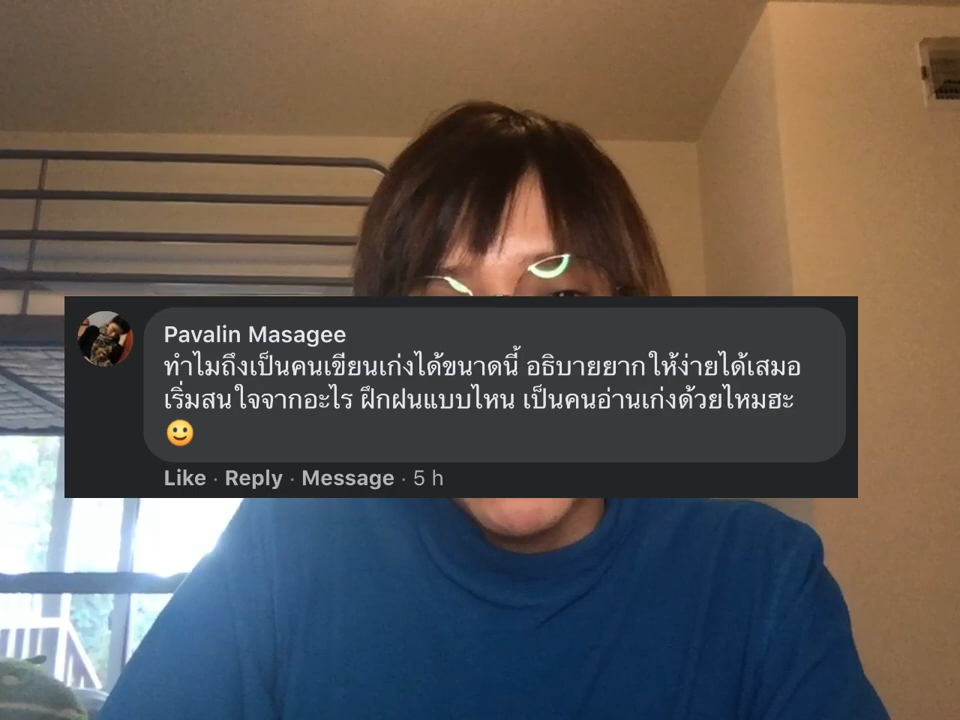 Pavalin Masagee
ทำไมถึงเป็นคนเขียนเก่งได้ขนาดนี้ อธิบายยากให้ง่ายได้เสมอ
เริ่มสนใจจากอะไร ฝึกฝนแบบไหน เป็นคนอ่านเก่งด้วยไหมฮะ
🙂
Like · Reply · Message · 5 h